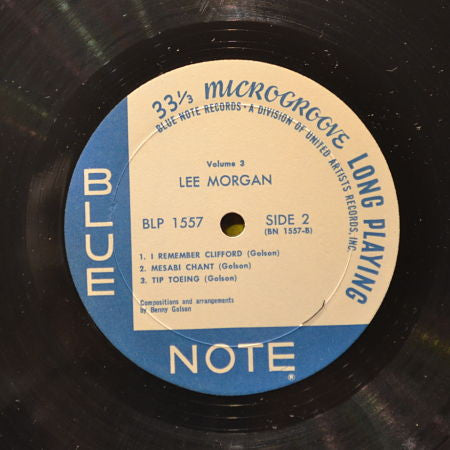 33⅓ MICROGROOVE LONG PLAYING
BLUE NOTE RECORDS • A DIVISION OF UNITED ARTISTS RECORDS, INC.
Volume 3
LEE MORGAN
BLP 1557 SIDE 2
(BN 1557-B)
1. I REMEMBER CLIFFORD (Golson)
2. MESABI CHANT (Golson)
3. TIP TOEING (Golson)
Compositions and arrangements
by Benny Golson
BLUE
NOTE®